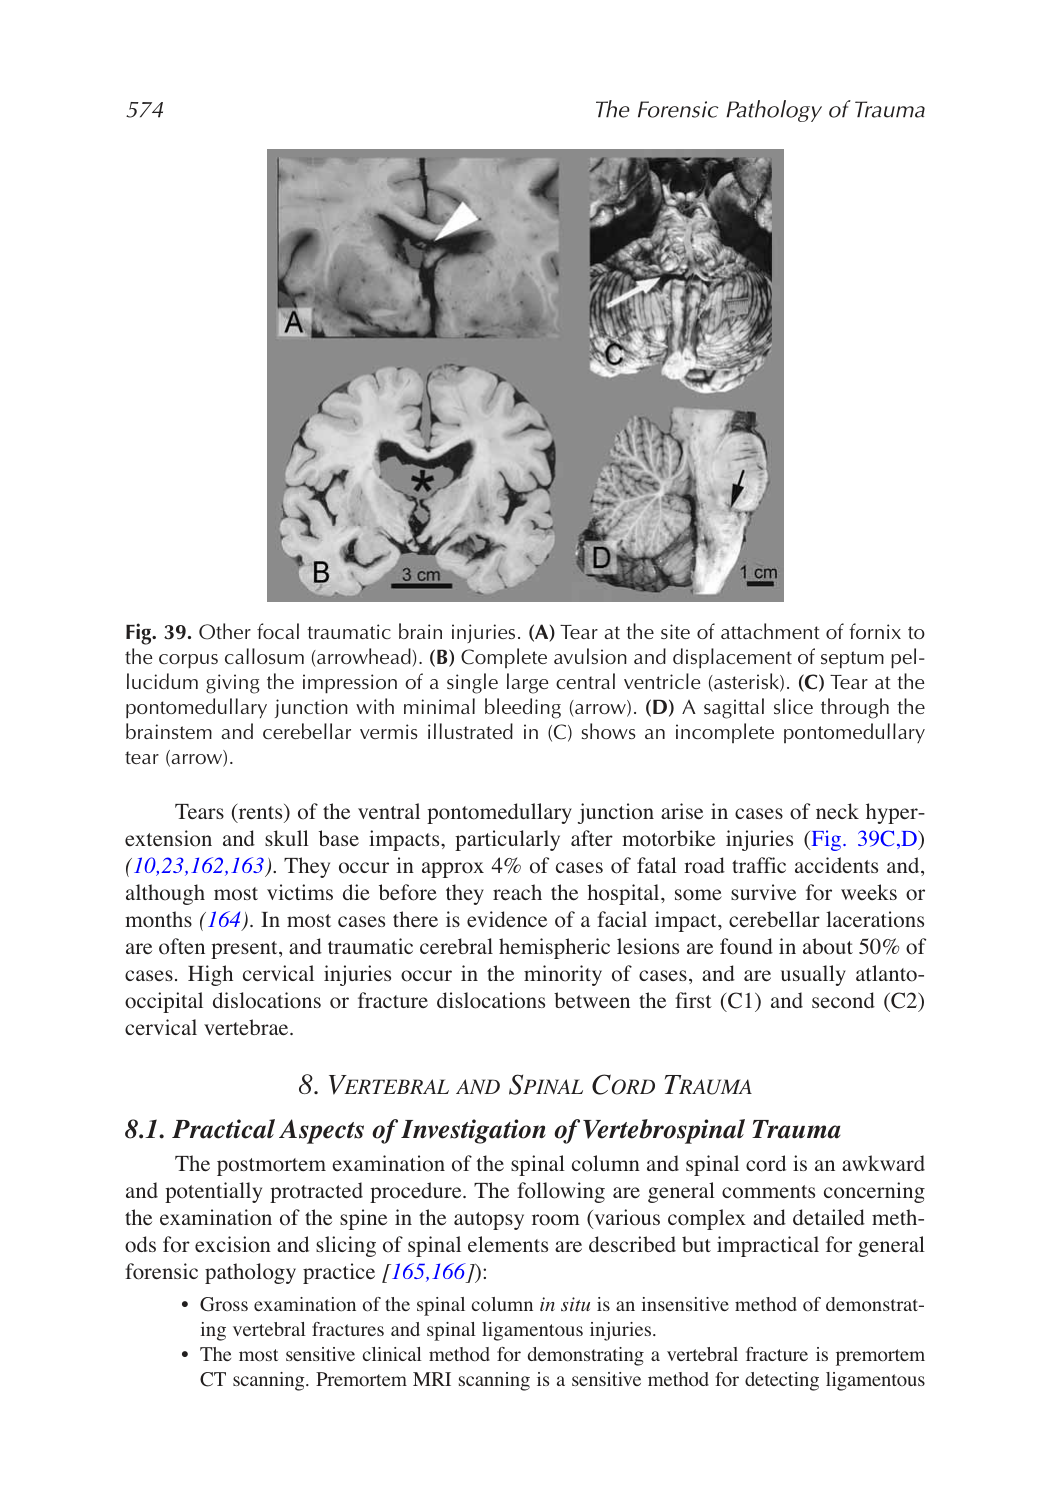 574
The Forensic Pathology of Trauma
A
C
B
3 cm
*
D
1 cm
Fig. 39. Other focal traumatic brain injuries. (A) Tear at the site of attachment of fornix to
the corpus callosum (arrowhead). (B) Complete avulsion and displacement of septum pel-
lucidum giving the impression of a single large central ventricle (asterisk). (C) Tear at the
pontomedullary junction with minimal bleeding (arrow). (D) A sagittal slice through the
brainstem and cerebellar vermis illustrated in (C) shows an incomplete pontomedullary
tear (arrow).
Tears (rents) of the ventral pontomedullary junction arise in cases of neck hyper-
extension and skull base impacts, particularly after motorbike injuries (Fig. 39C,D)
(10,23,162,163). They occur in approx 4% of cases of fatal road traffic accidents and,
although most victims die before they reach the hospital, some survive for weeks or
months (164). In most cases there is evidence of a facial impact, cerebellar lacerations
are often present, and traumatic cerebral hemispheric lesions are found in about 50% of
cases. High cervical injuries occur in the minority of cases, and are usually atlanto-
occipital dislocations or fracture dislocations between the first (C1) and second (C2)
cervical vertebrae.
8. VERTEBRAL AND SPINAL CORD TRAUMA
8.1. Practical Aspects of Investigation of Vertebrospinal Trauma
The postmortem examination of the spinal column and spinal cord is an awkward
and potentially protracted procedure. The following are general comments concerning
the examination of the spine in the autopsy room (various complex and detailed meth-
ods for excision and slicing of spinal elements are described but impractical for general
forensic pathology practice [165,166]):
• Gross examination of the spinal column in situ is an insensitive method of demonstrat-
ing vertebral fractures and spinal ligamentous injuries.
• The most sensitive clinical method for demonstrating a vertebral fracture is premortem
CT scanning. Premortem MRI scanning is a sensitive method for detecting ligamentous